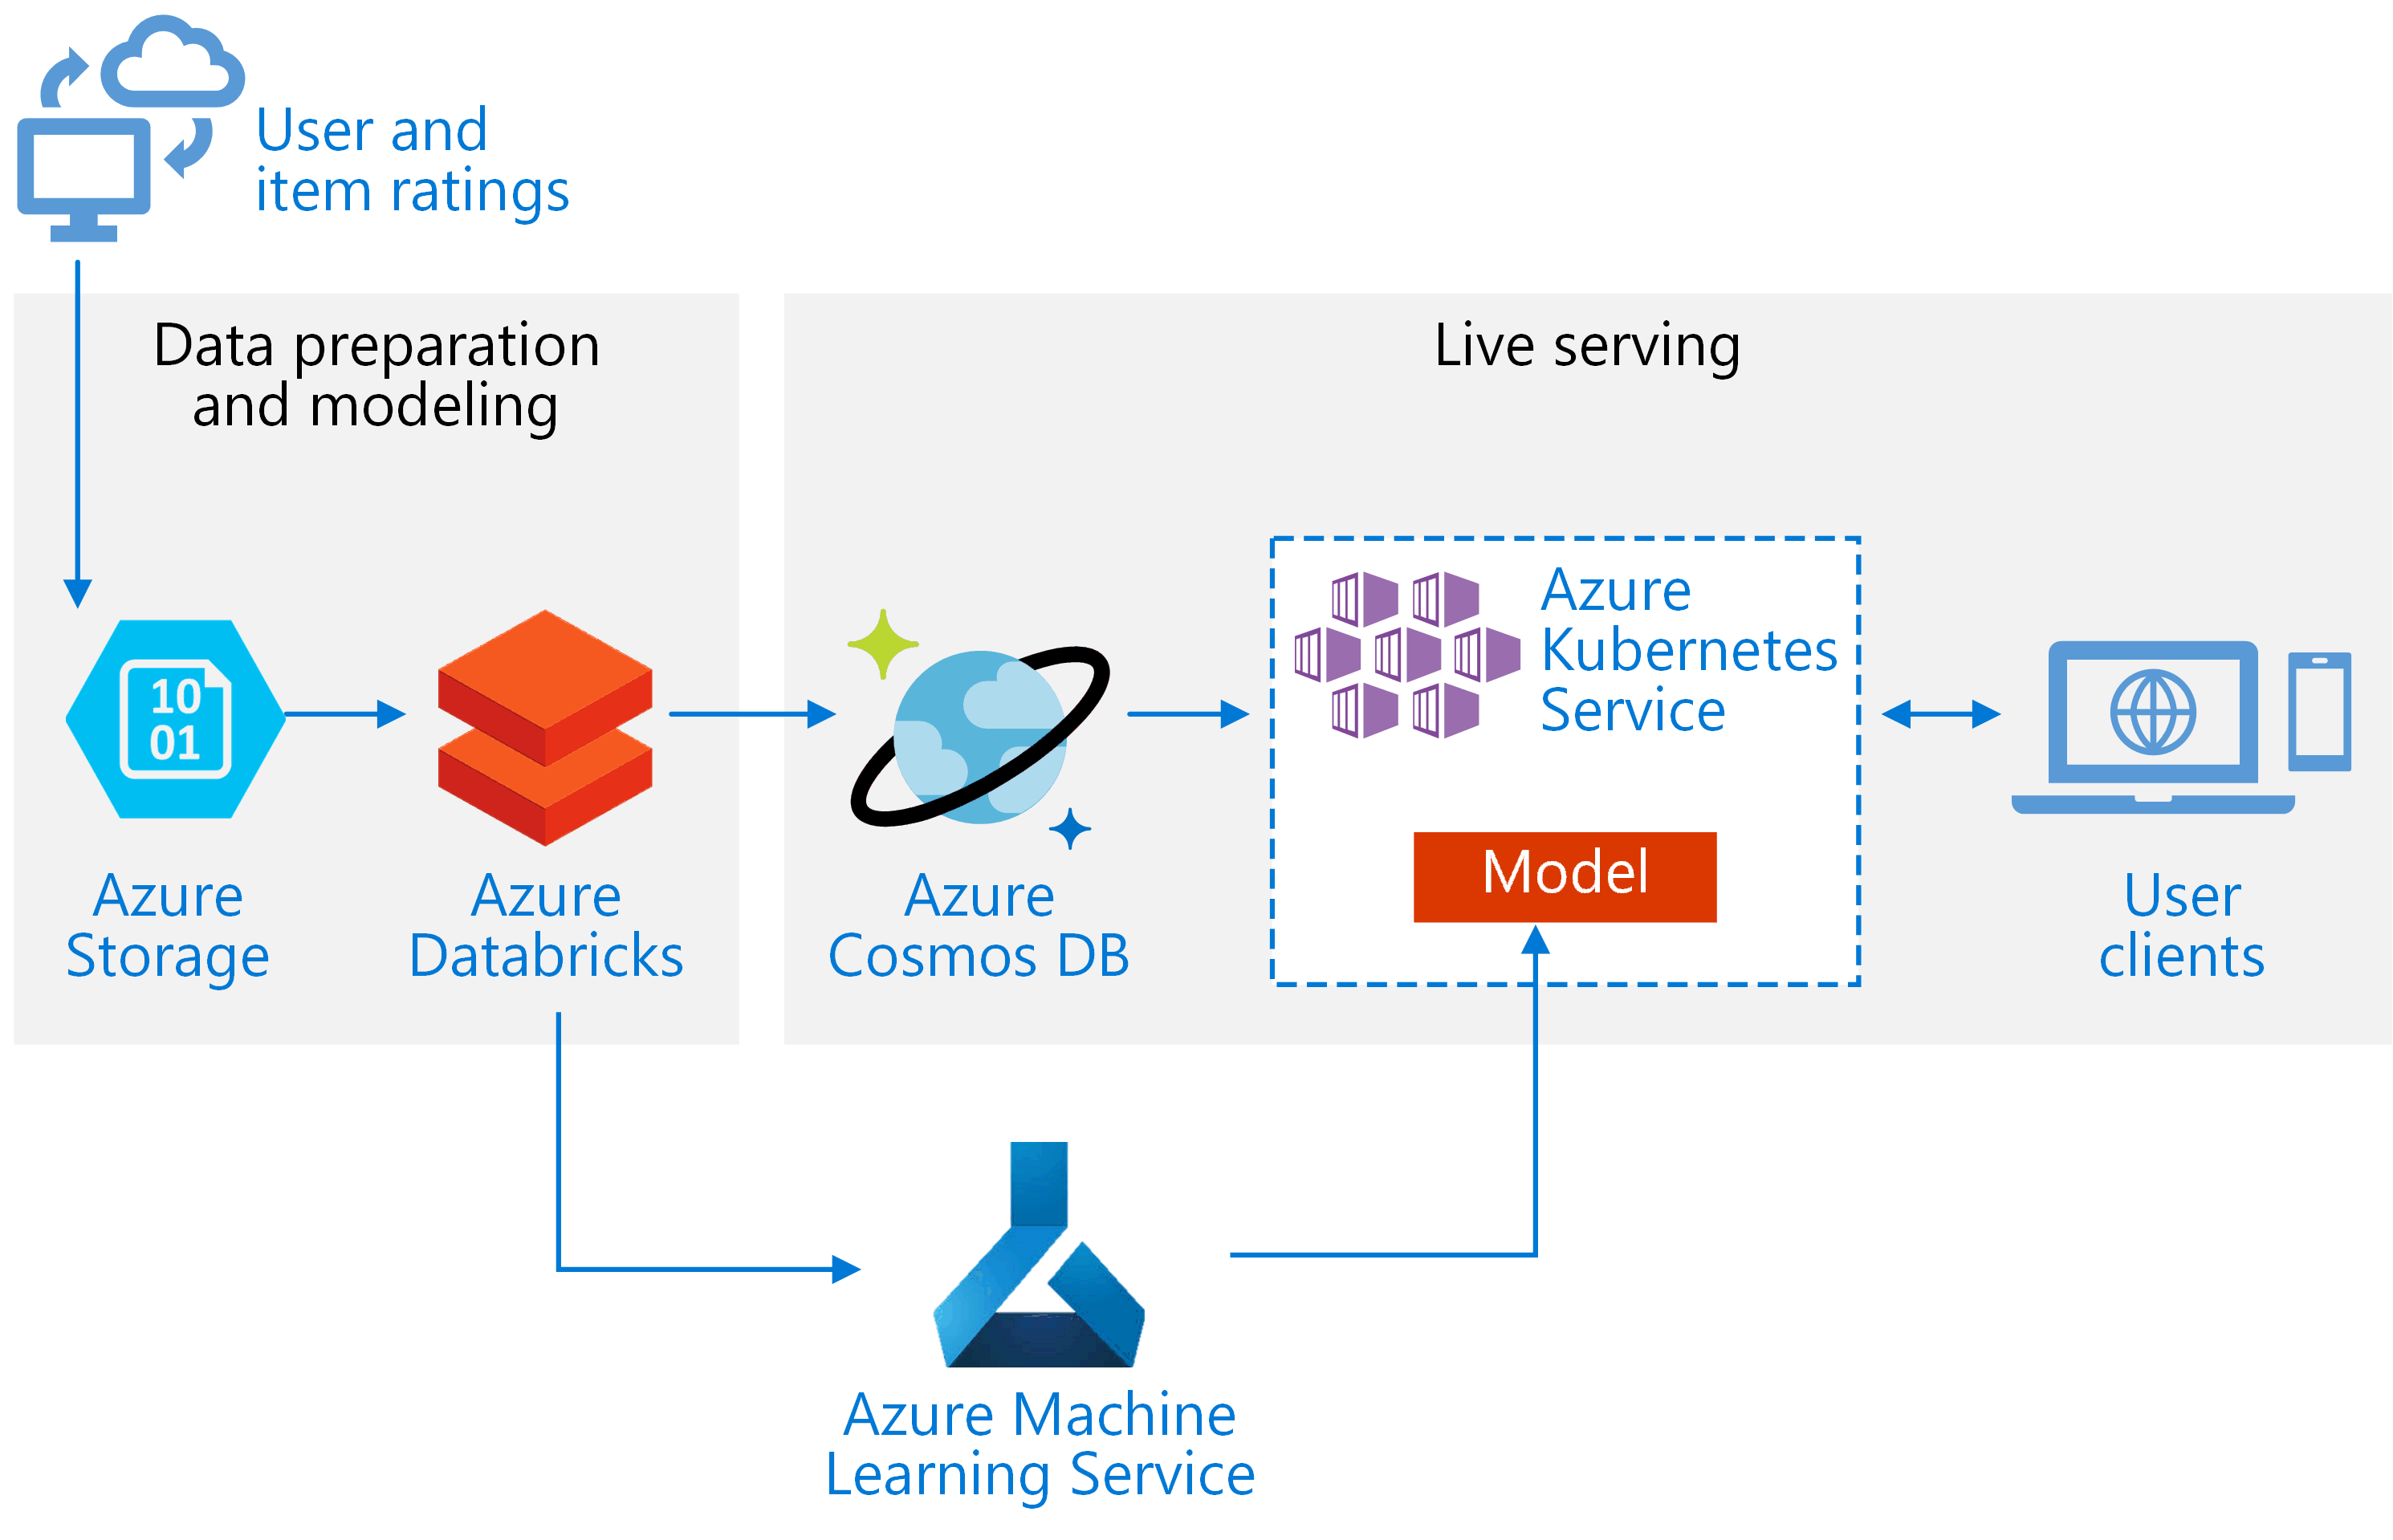 User and
item ratings
Data preparation
and modeling
Live serving
10
01
Azure
Storage
Azure
Databricks
Azure
Cosmos DB
Azure
Kubernetes
Service
Model
User
clients
Azure Machine
Learning Service